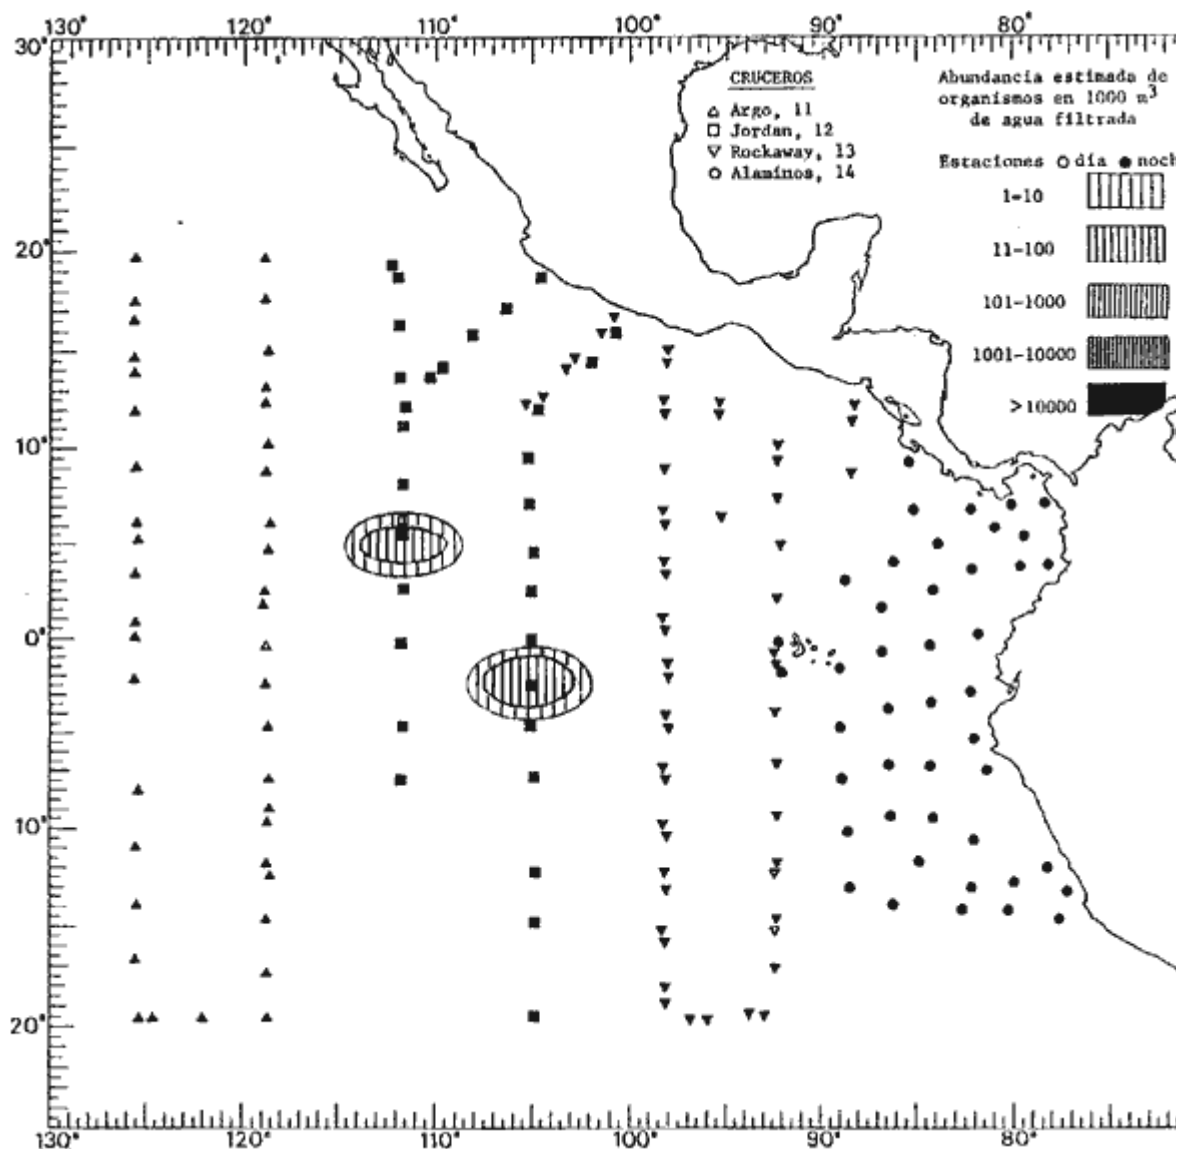 130° 120° 110° 100° 90° 80°
30°
20°
10°
0°
10°
20°
CRUCEROS
△ Argo, 11
□ Jordan, 12
▽ Rockaway, 13
○ Alaminos, 14
Abundancia estimada de
organismos en 1000 m³
de agua filtrada
Estaciones ○ día ● noch
1-10
11-100
101-1000
1001-10000
>10000
130° 120° 110° 100° 90° 80°